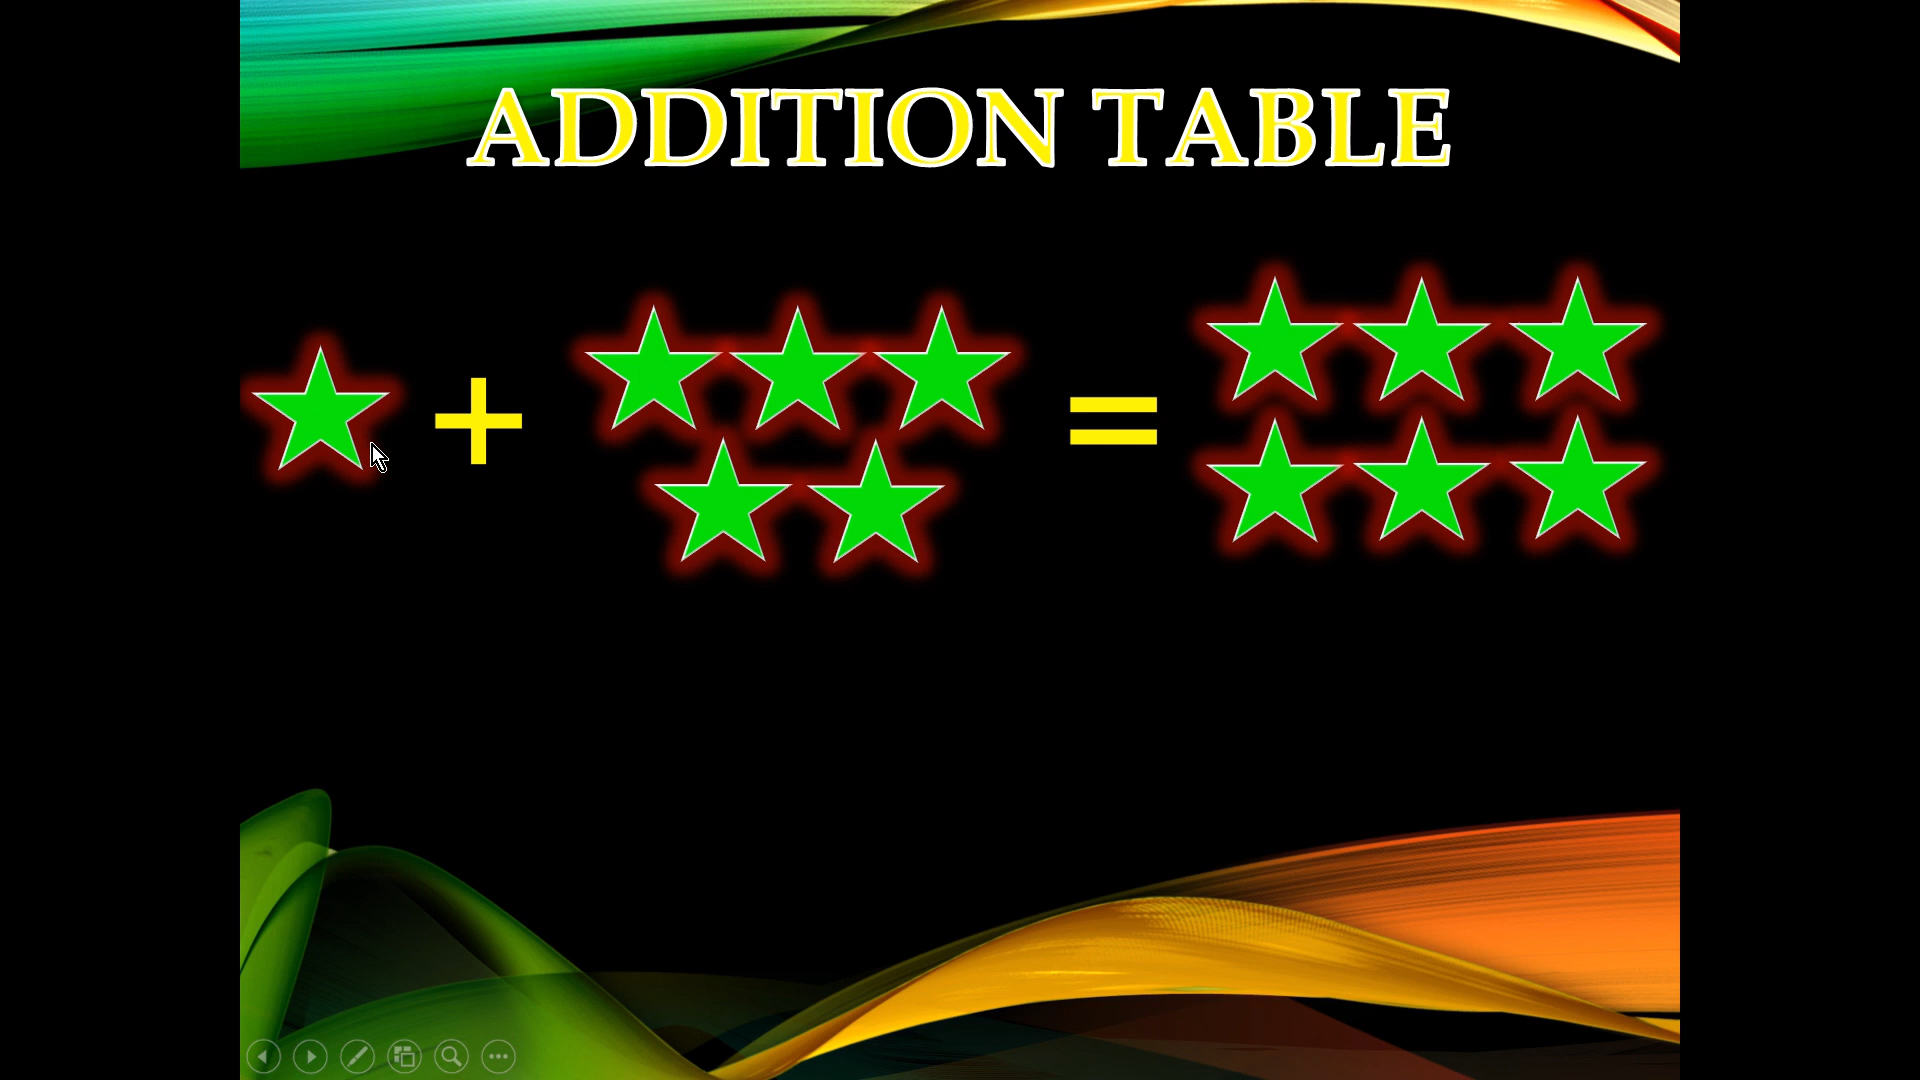 ADDITION TABLE
+ =